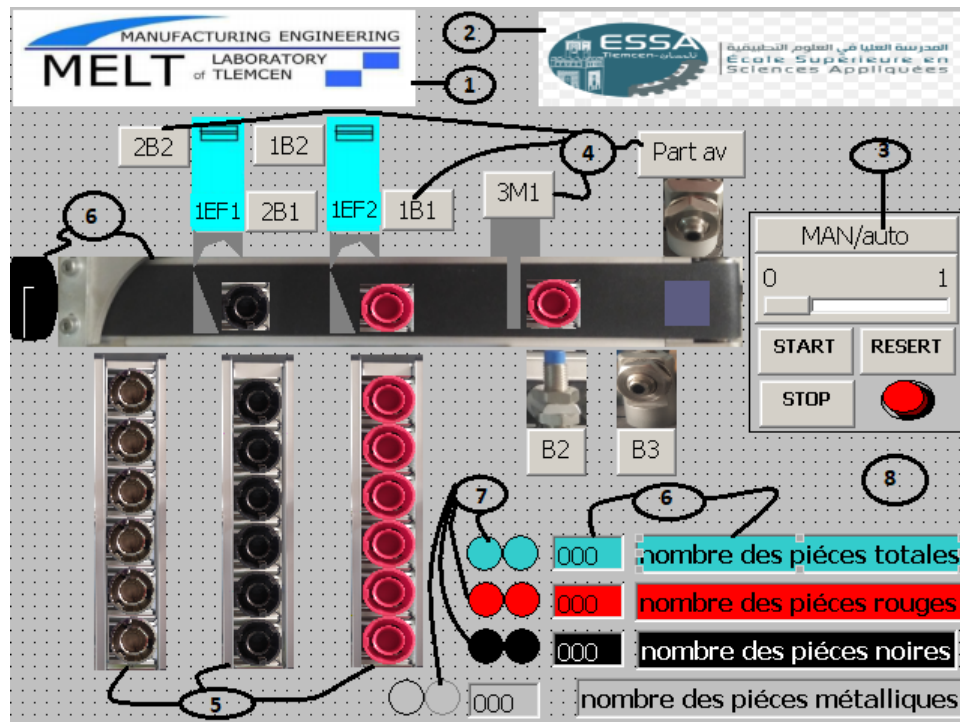 MANUFACTURING ENGINEERING
MELT LABORATORY
of TLEMCEN
1
2
ESSA
Tlemcen-تلمسان
المدرسة العليا في العلوم التطبيقية
École Supérieure en
Sciences Appliquées
2B2
1B2
4
Part av
3
1EF1
2B1
1EF2
1B1
3M1
6
MAN/auto
0 1
START RESERT
STOP
B2
B3
8
7
6
000 nombre des piéces totales
000 nombre des piéces rouges
000 nombre des piéces noires
5
000 nombre des piéces métalliques